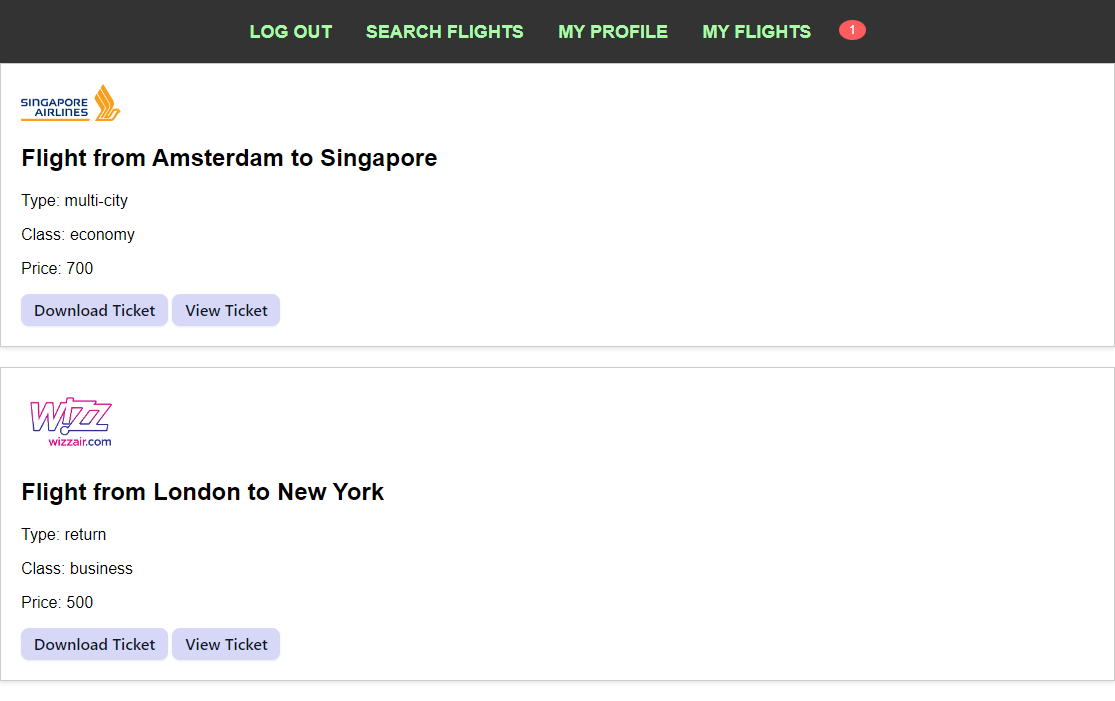 LOG OUT SEARCH FLIGHTS MY PROFILE MY FLIGHTS 1
SINGAPORE
AIRLINES
Flight from Amsterdam to Singapore
Type: multi-city
Class: economy
Price: 700
Download Ticket View Ticket
Wizz
wizzair.com
Flight from London to New York
Type: return
Class: business
Price: 500
Download Ticket View Ticket